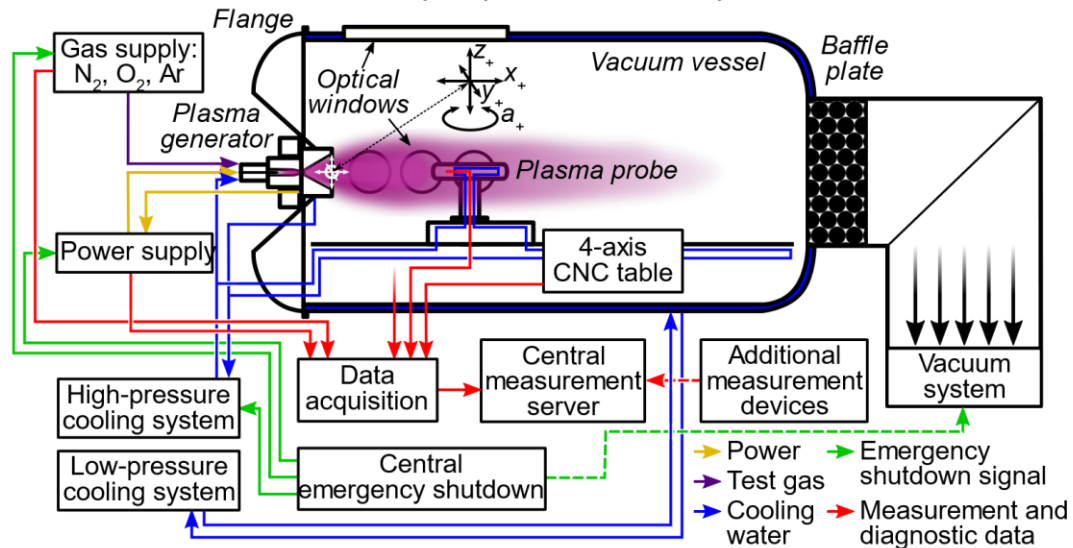 Flange
Gas supply:
N₂, O₂, Ar
Optical
windows
Plasma
generator
z₊
x₊
y₊
a₊
Vacuum vessel
Baffle
plate
Plasma probe
Power supply
4-axis
CNC table
Data
acquisition
Central
measurement
server
Additional
measurement
devices
Vacuum
system
High-pressure
cooling system
Low-pressure
cooling system
Central
emergency shutdown
Power
Test gas
Cooling
water
Emergency
shutdown signal
Measurement and
diagnostic data